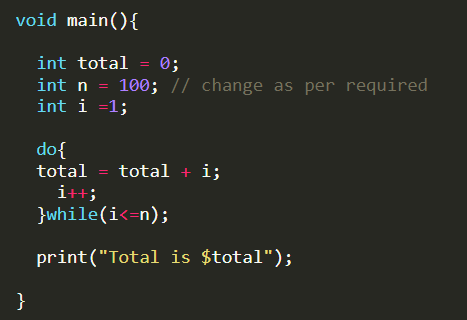 void main(){
int total = 0;
int n = 100; // change as per required
int i =1;
do{
total = total + i;
i++;
}while(i<=n);
print("Total is $total");
}